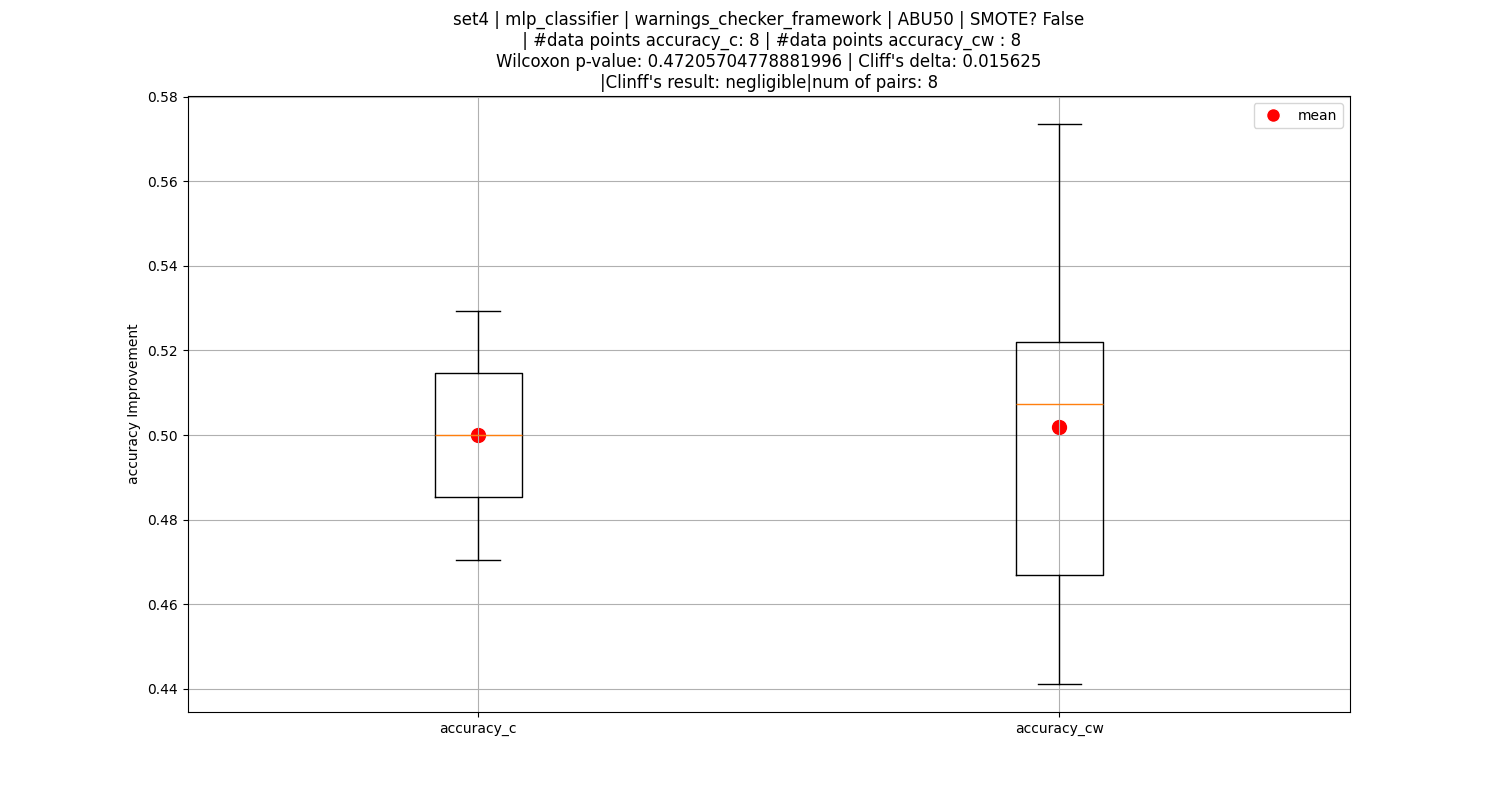 set4 | mlp_classifier | warnings_checker_framework | ABU50 | SMOTE? False
| #data points accuracy_c: 8 | #data points accuracy_cw : 8
Wilcoxon p-value: 0.47205704778881996 | Cliff's delta: 0.015625
|Clinff's result: negligible|num of pairs: 8
0.58
mean
0.56
0.54
0.52
0.50
0.48
0.46
0.44
accuracy Improvement
accuracy_c
accuracy_cw